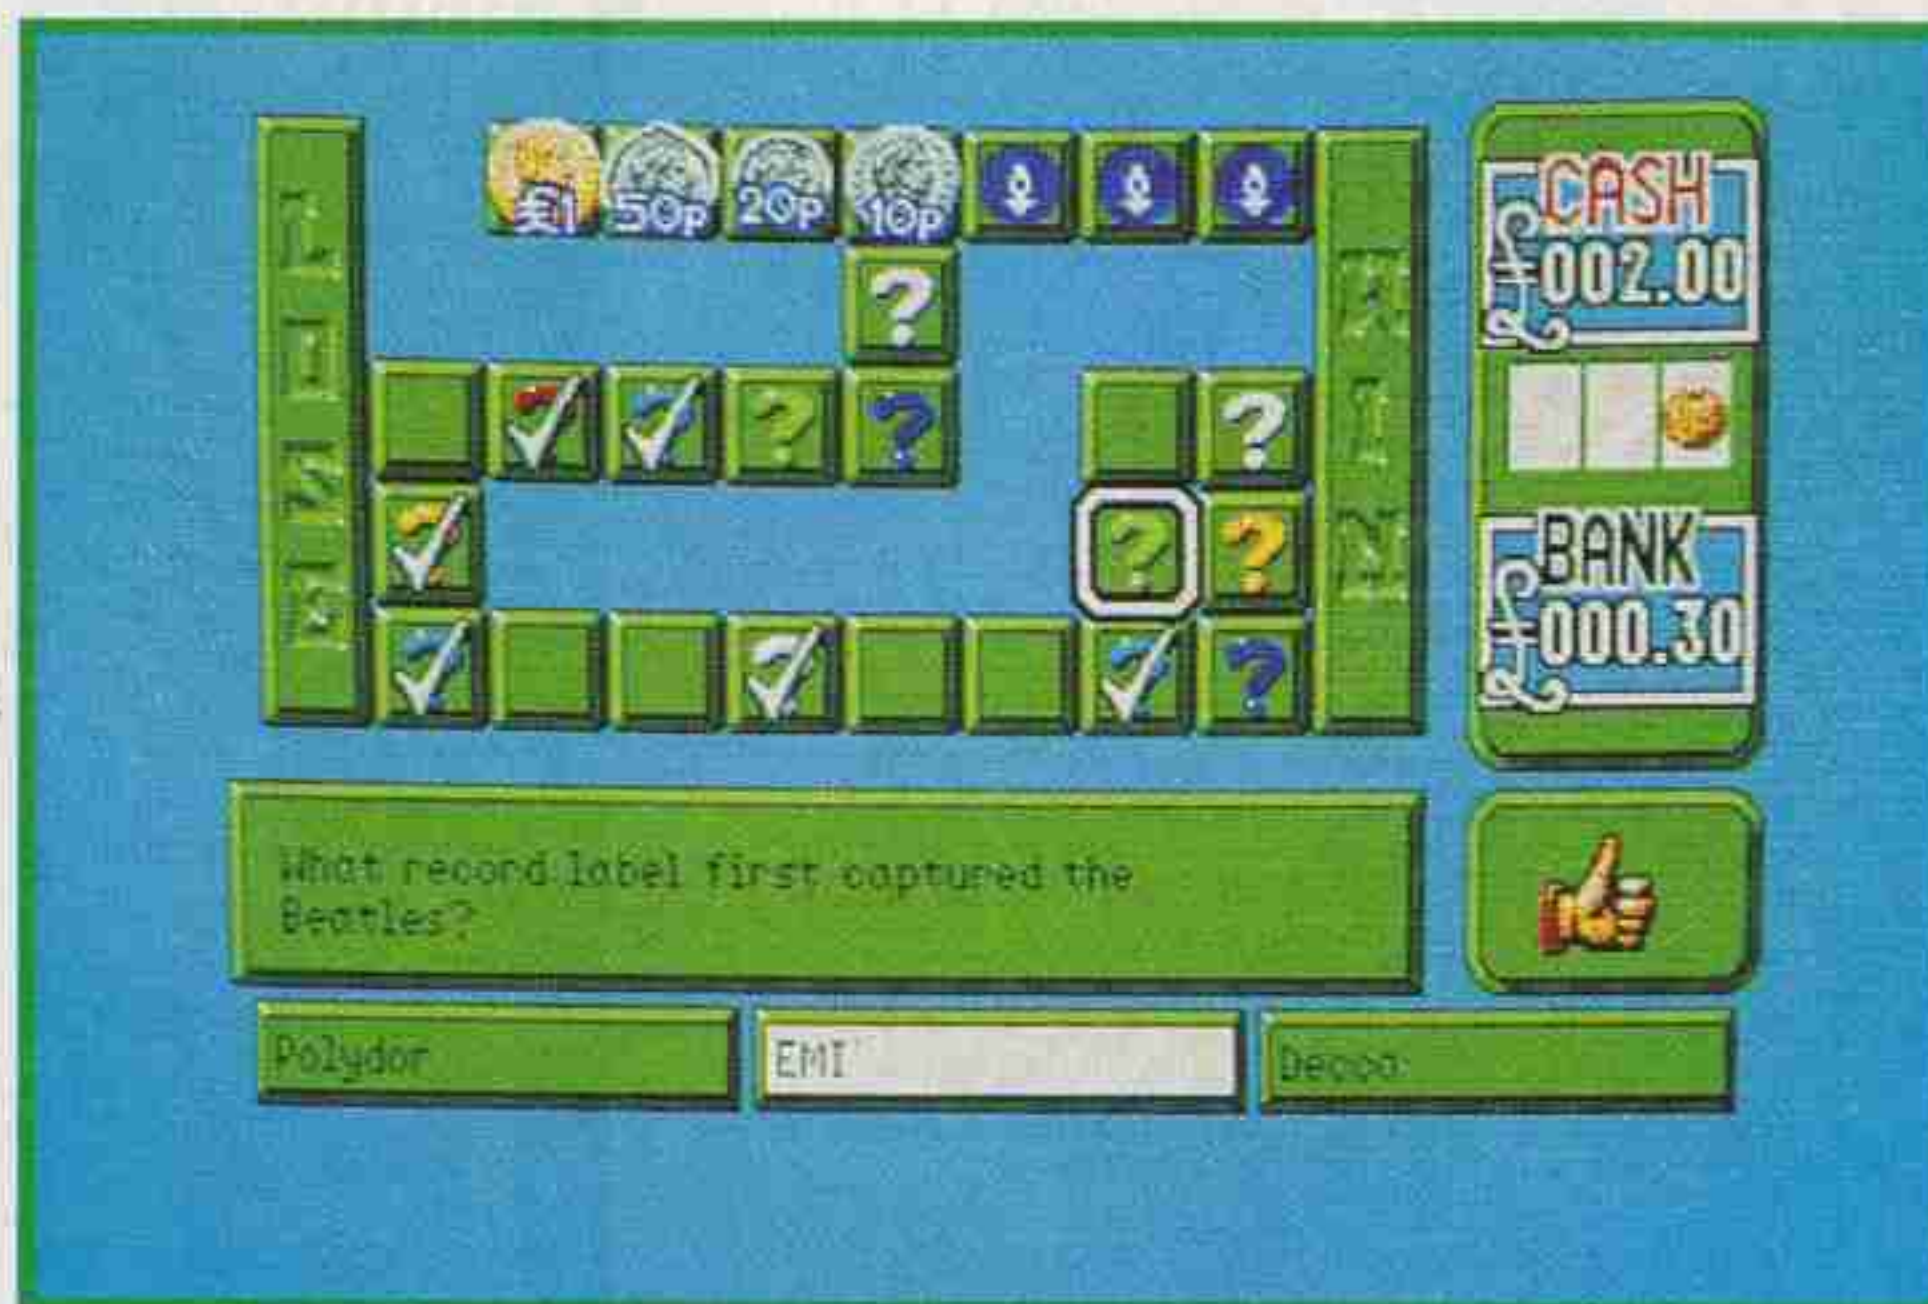 £1 50p 20p 10p
CASH
£002.00
BANK
£000.30
? ?
? ?
? ?
? ?
What record label first captured the
Beatles?
Polydor
EMI
Decca